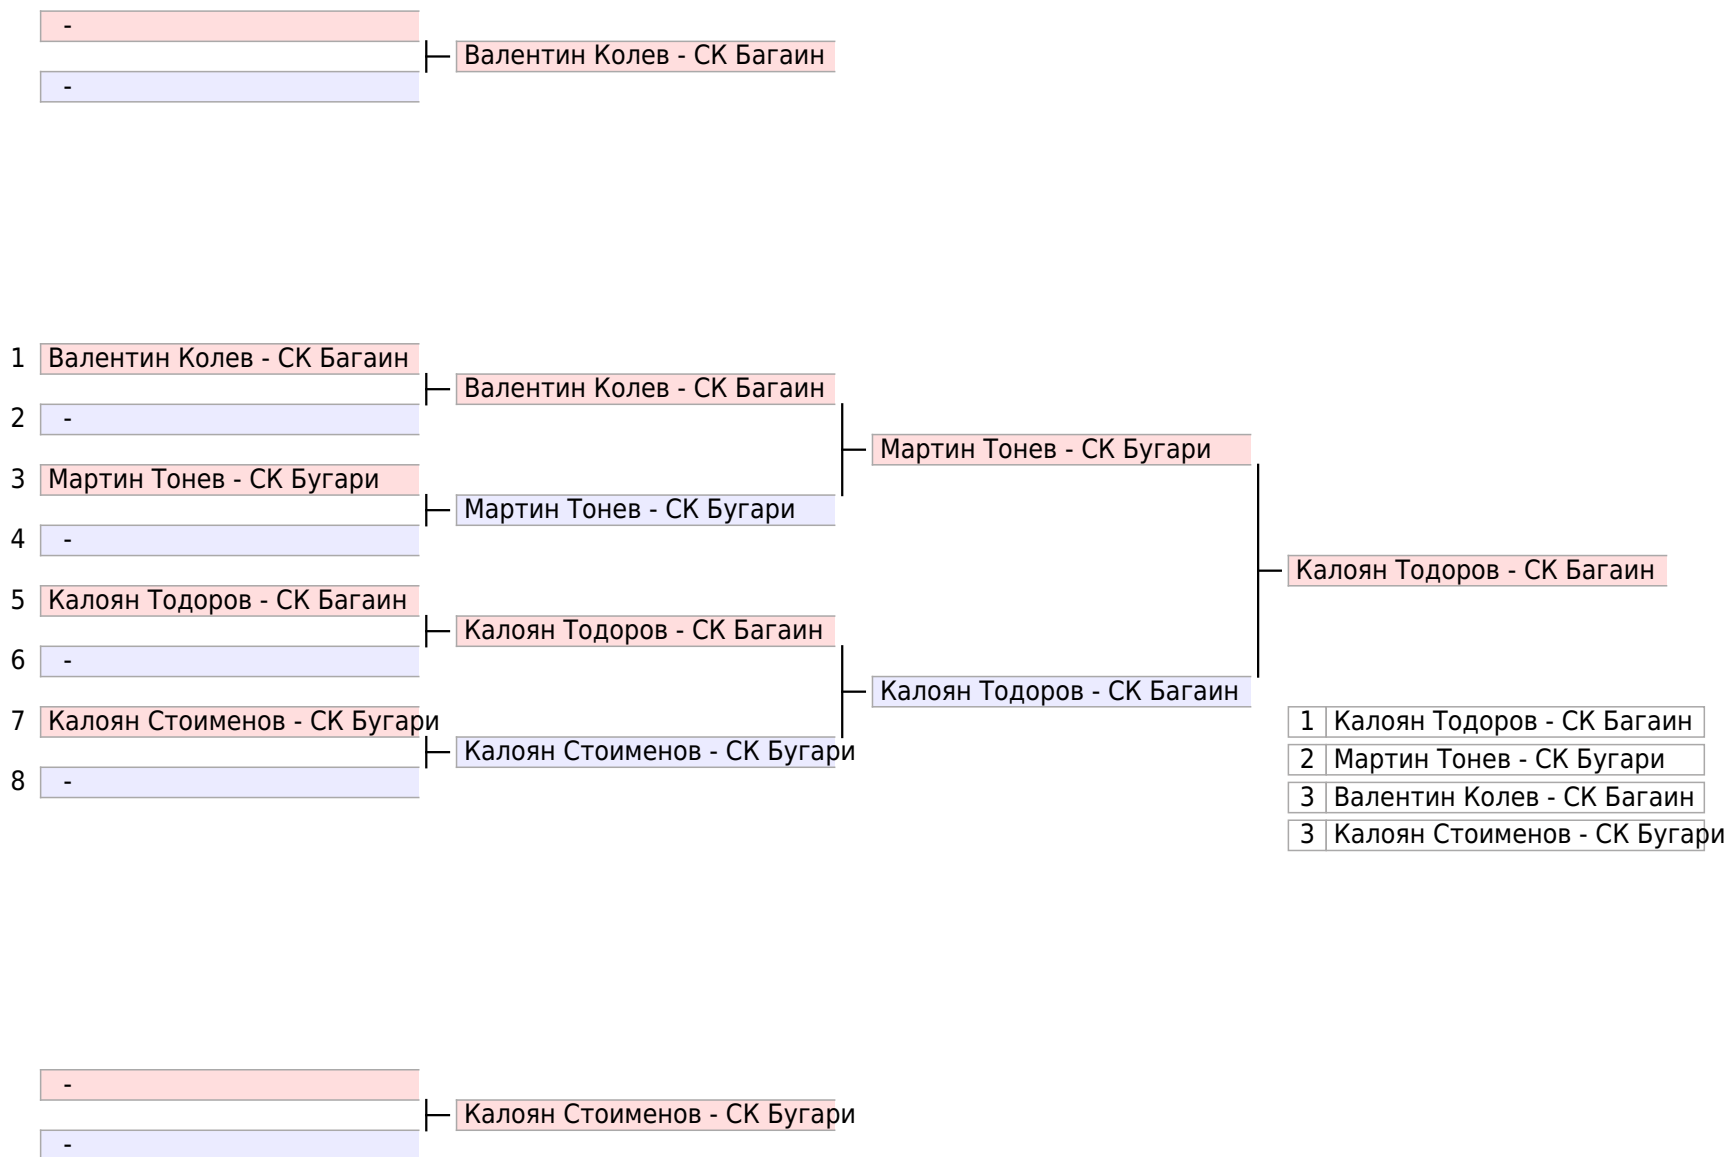 -
Валентин Колев - СК Багаин
-
1 Валентин Колев - СК Багаин
Валентин Колев - СК Багаин
2 -
Мартин Тонев - СК Бугари
3 Мартин Тонев - СК Бугари
Мартин Тонев - СК Бугари
4 -
Калоян Тодоров - СК Багаин
5 Калоян Тодоров - СК Багаин
Калоян Тодоров - СК Багаин
6 -
Калоян Тодоров - СК Багаин
7 Калоян Стоименов - СК Бугари
Калоян Стоименов - СК Бугари
8 -
1 Калоян Тодоров - СК Багаин
2 Мартин Тонев - СК Бугари
3 Валентин Колев - СК Багаин
3 Калоян Стоименов - СК Бугари
-
Калоян Стоименов - СК Бугари
-